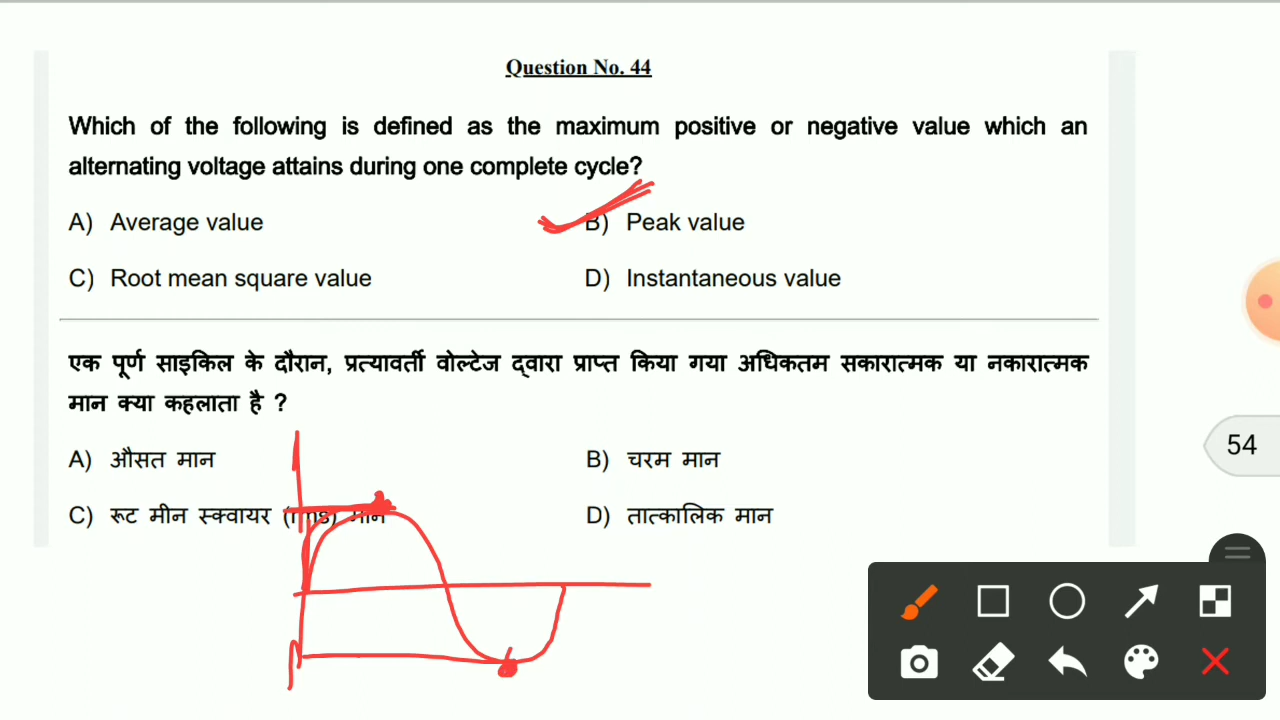 Question No. 44
Which of the following is defined as the maximum positive or negative value which an
alternating voltage attains during one complete cycle?
A) Average value B) Peak value
C) Root mean square value D) Instantaneous value
एक पूर्ण साइकिल के दौरान, प्रत्यावर्ती वोल्टेज द्वारा प्राप्त किया गया अधिकतम सकारात्मक या नकारात्मक
मान क्या कहलाता है ?
A) औसत मान B) चरम मान
C) रूट मीन स्क्वायर (rms) मान D) तात्कालिक मान
54